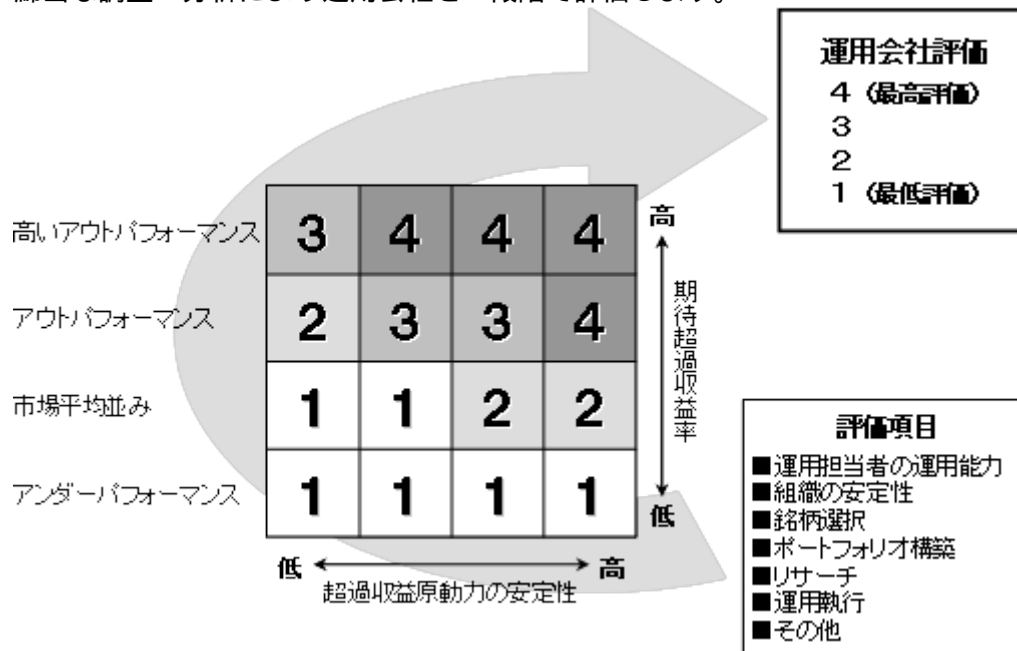 運用会社評価
4 (最高評価)
3
2
1 (最低評価)
高いアウトパフォーマンス 3 4 4 4
アウトパフォーマンス 2 3 3 4
市場平均並み 1 1 2 2
アンダーパフォーマンス 1 1 1 1
高
期待超過収益率
低
低 高
超過収益原動力の安定性
評価項目
■運用担当者の運用能力
■組織の安定性
■銘柄選択
■ポートフォリオ構築
■リサーチ
■運用執行
■その他